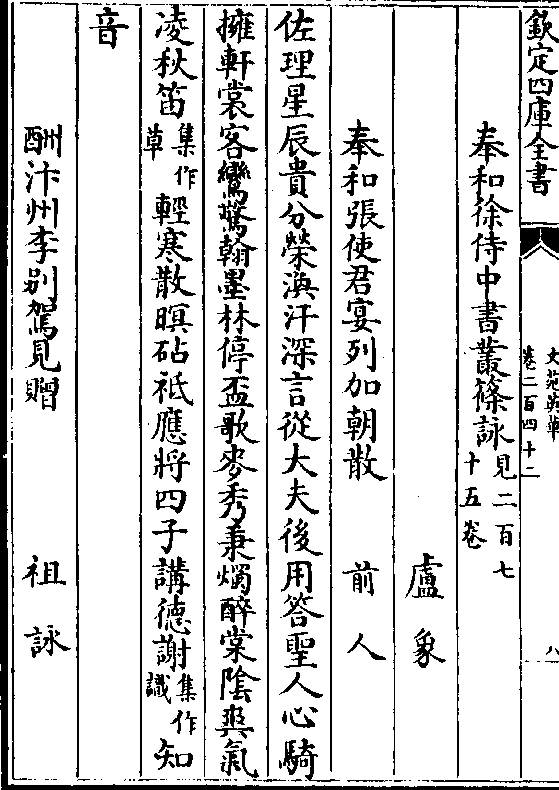 欽定四庫全書
文苑英華
卷二百四十二
八
奉和徐侍中書叢篠詠見二百七十五卷
盧象
奉和張使君宴列加朝散 前人
佐理星辰貴分榮渙汗深言從大夫後用答聖人心騎
擁軒裳客鸞驚翰墨林停盃歌麥秀秉燭醉棠陰爽氣
凌秋笛集作草輕寒散暝砧祇應將四子講德謝集作識知
音
酬汴州李别駕見贈 祖詠